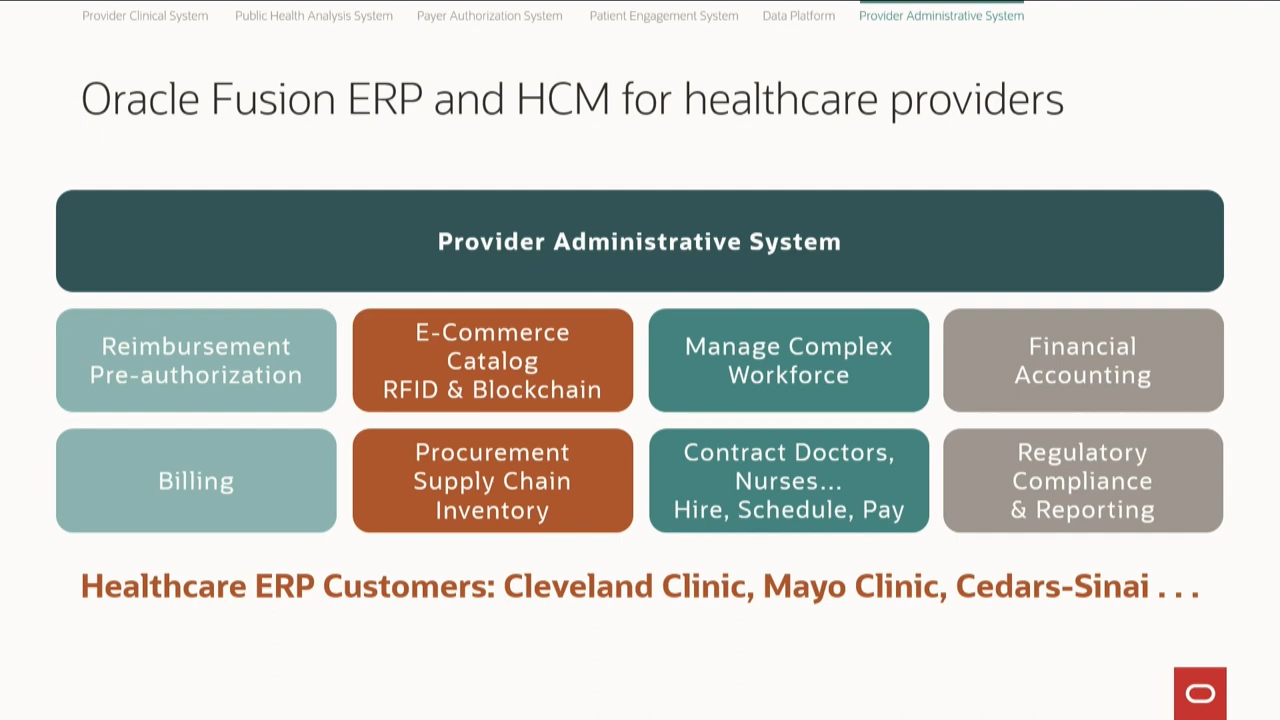 Provider Clinical System Public Health Analysis System Payer Authorization System Patient Engagement System Data Platform Provider Administrative System
Oracle Fusion ERP and HCM for healthcare providers
Provider Administrative System
Reimbursement
Pre-authorization
E-Commerce
Catalog
RFID & Blockchain
Manage Complex
Workforce
Financial
Accounting
Billing
Procurement
Supply Chain
Inventory
Contract Doctors,
Nurses...
Hire, Schedule, Pay
Regulatory
Compliance
& Reporting
Healthcare ERP Customers: Cleveland Clinic, Mayo Clinic, Cedars-Sinai . . .